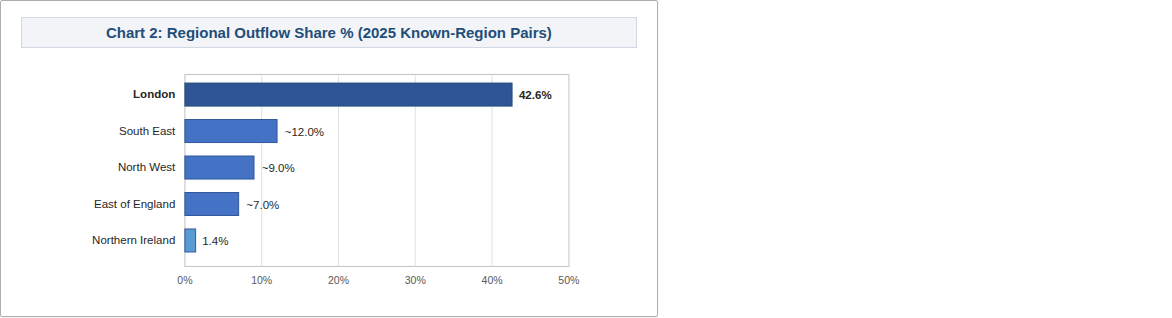 Chart 2: Regional Outflow Share % (2025 Known-Region Pairs)
London 42.6%
South East ~12.0%
North West ~9.0%
East of England ~7.0%
Northern Ireland 1.4%
0% 10% 20% 30% 40% 50%